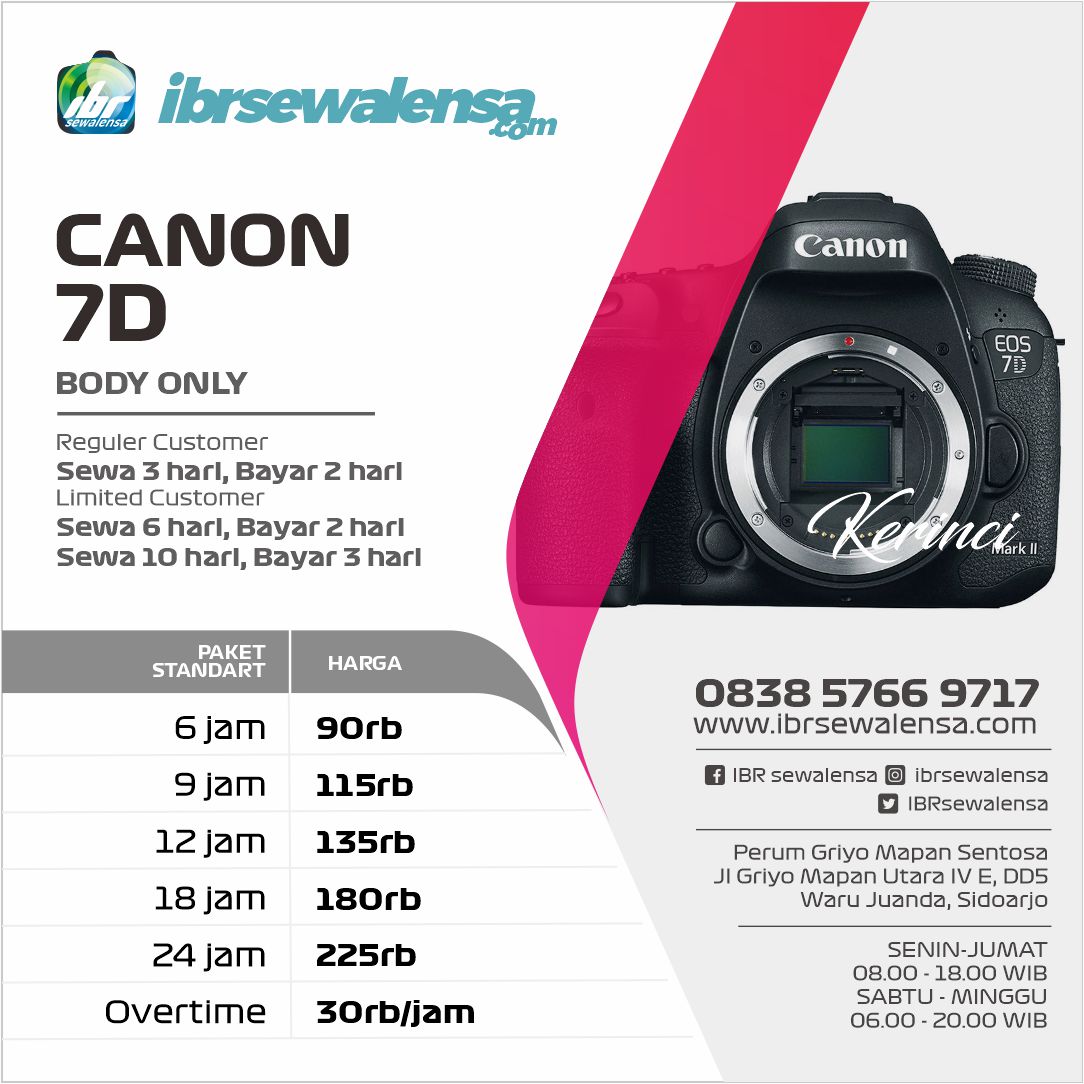 ibr
sewalensa
ibrsewalensa
.com
CANON
7D
BODY ONLY
Reguler Customer
Sewa 3 harI, Bayar 2 harI
Limited Customer
Sewa 6 harI, Bayar 2 harI
Sewa 10 harI, Bayar 3 harI
Canon
EOS
7D
Kerinci
Mark II
PAKET
STANDART
HARGA
6 jam 90rb
9 jam 115rb
12 jam 135rb
18 jam 180rb
24 jam 225rb
Overtime 30rb/jam
0838 5766 9717
www.ibrsewalensa.com
IBR sewalensa ibrsewalensa
IBRsewalensa
Perum Griyo Mapan Sentosa
Jl Griyo Mapan Utara IV E, DD5
Waru Juanda, Sidoarjo
SENIN-JUMAT
08.00 - 18.00 WIB
SABTU - MINGGU
06.00 - 20.00 WIB